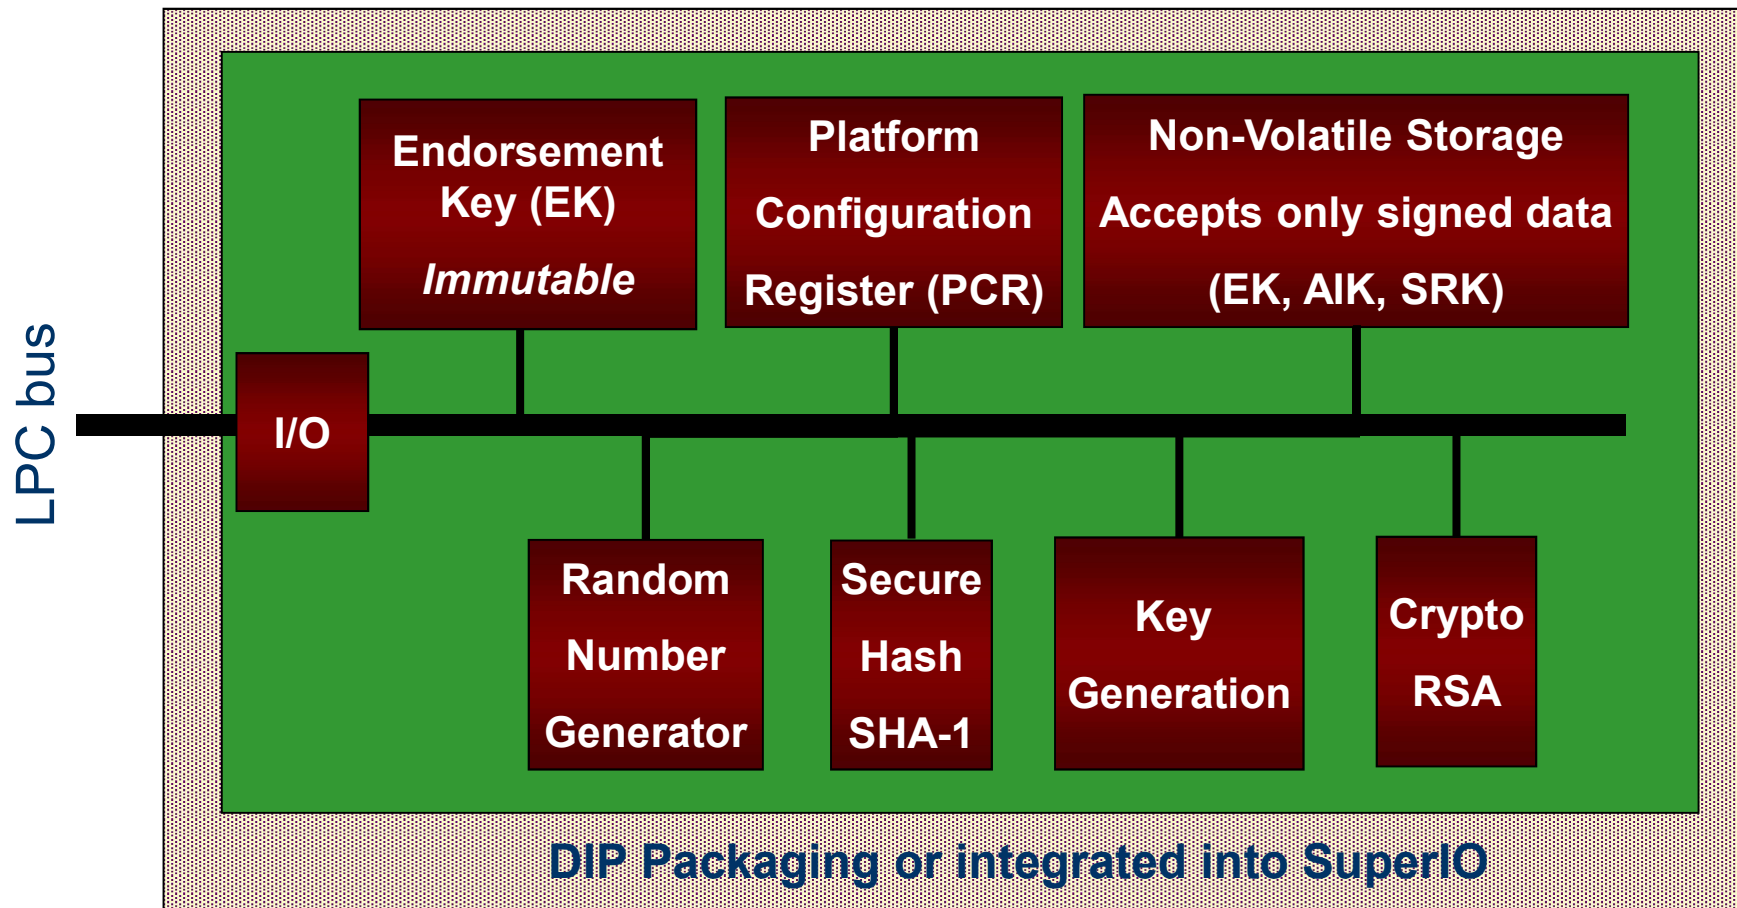 Endorsement
Key (EK)
Immutable
Platform
Configuration
Register (PCR)
Non-Volatile Storage
Accepts only signed data
(EK, AIK, SRK)
LPC bus
I/O
Random
Number
Generator
Secure
Hash
SHA-1
Key
Generation
Crypto
RSA
DIP Packaging or integrated into SuperIO